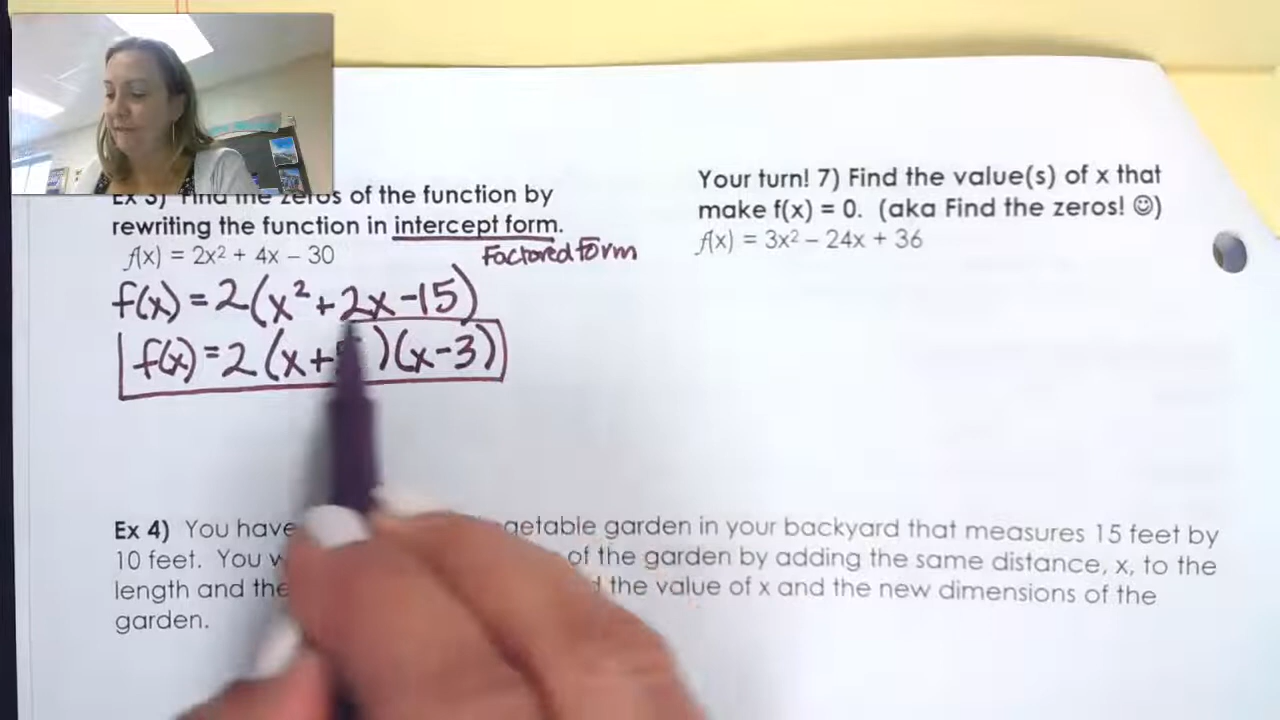 Ex 3) Find the zeros of the function by
rewriting the function in intercept form.
f(x) = 2x² + 4x – 30
Factored form
f(x) = 2(x² + 2x - 15)
f(x) = 2(x+ )(x-3)
Your turn! 7) Find the value(s) of x that
make f(x) = 0. (aka Find the zeros! ☺)
f(x) = 3x² – 24x + 36
Ex 4) You have getable garden in your backyard that measures 15 feet by
10 feet. You of the garden by adding the same distance, x, to the
length and the the value of x and the new dimensions of the
garden.